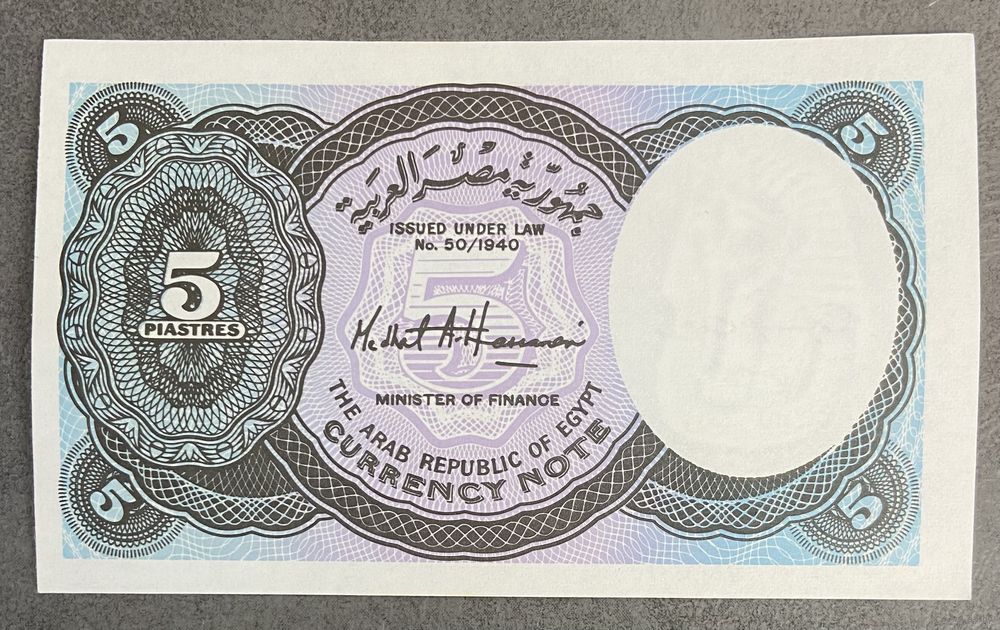 5
5
جمهورية مصر العربية
ISSUED UNDER LAW
No. 50/1940
5
PIASTRES
5
Medhat A. Hassanein
MINISTER OF FINANCE
THE ARAB REPUBLIC OF EGYPT
CURRENCY NOTE
5
5